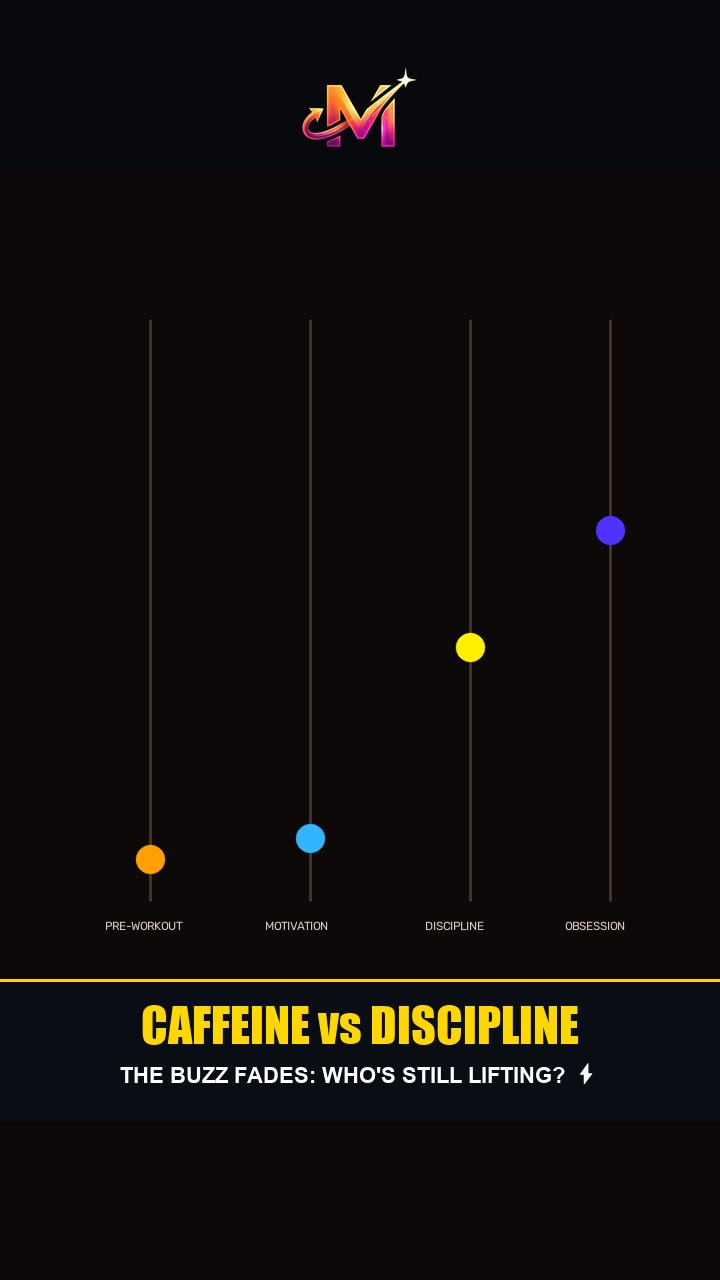 M
PRE-WORKOUT
MOTIVATION
DISCIPLINE
OBSESSION
CAFFEINE vs DISCIPLINE
THE BUZZ FADES: WHO'S STILL LIFTING?